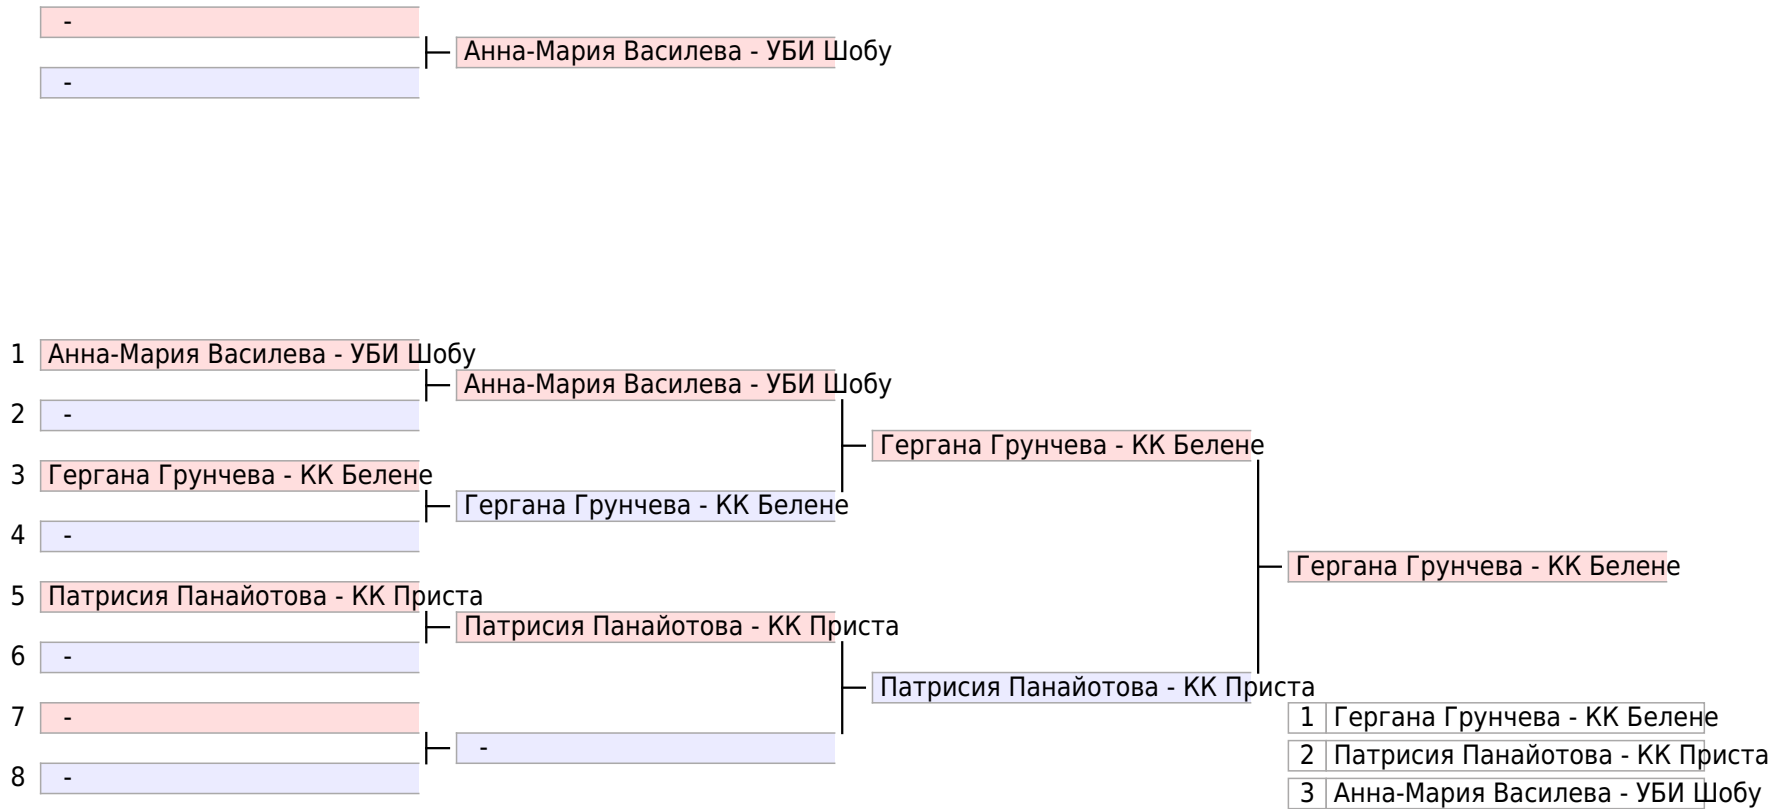 -
Анна-Мария Василева - УБИ Шобу
-
1 Анна-Мария Василева - УБИ Шобу
Анна-Мария Василева - УБИ Шобу
2 -
Гергана Грунчева - КК Белене
3 Гергана Грунчева - КК Белене
Гергана Грунчева - КК Белене
4 -
Гергана Грунчева - КК Белене
5 Патрисия Панайотова - КК Приста
Патрисия Панайотова - КК Приста
6 -
Патрисия Панайотова - КК Приста
7 -
1 Гергана Грунчева - КК Белене
-
2 Патрисия Панайотова - КК Приста
8 -
3 Анна-Мария Василева - УБИ Шобу